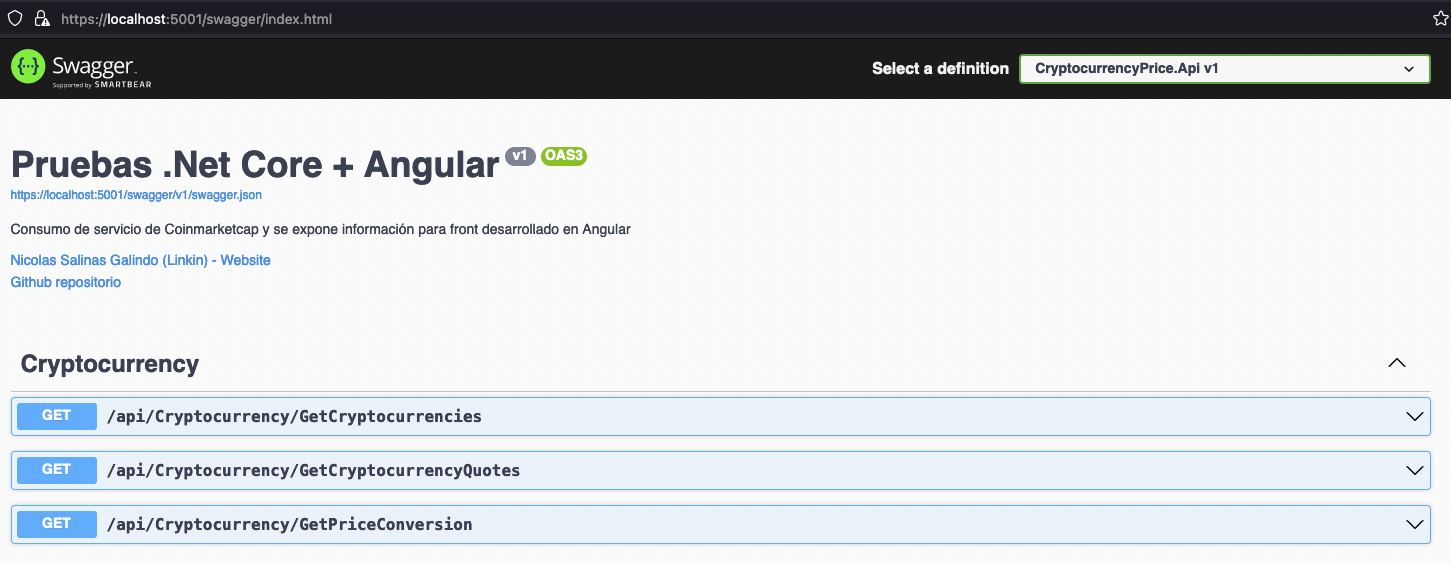 https://localhost:5001/swagger/index.html
Swagger
Supported by SMARTBEAR
Select a definition
CryptocurrencyPrice.Api v1
Pruebas .Net Core + Angular v1 OAS3
https://localhost:5001/swagger/v1/swagger.json
Consumo de servicio de Coinmarketcap y se expone información para front desarrollado en Angular
Nicolas Salinas Galindo (Linkin) - Website
Github repositorio
Cryptocurrency
GET /api/Cryptocurrency/GetCryptocurrencies
GET /api/Cryptocurrency/GetCryptocurrencyQuotes
GET /api/Cryptocurrency/GetPriceConversion